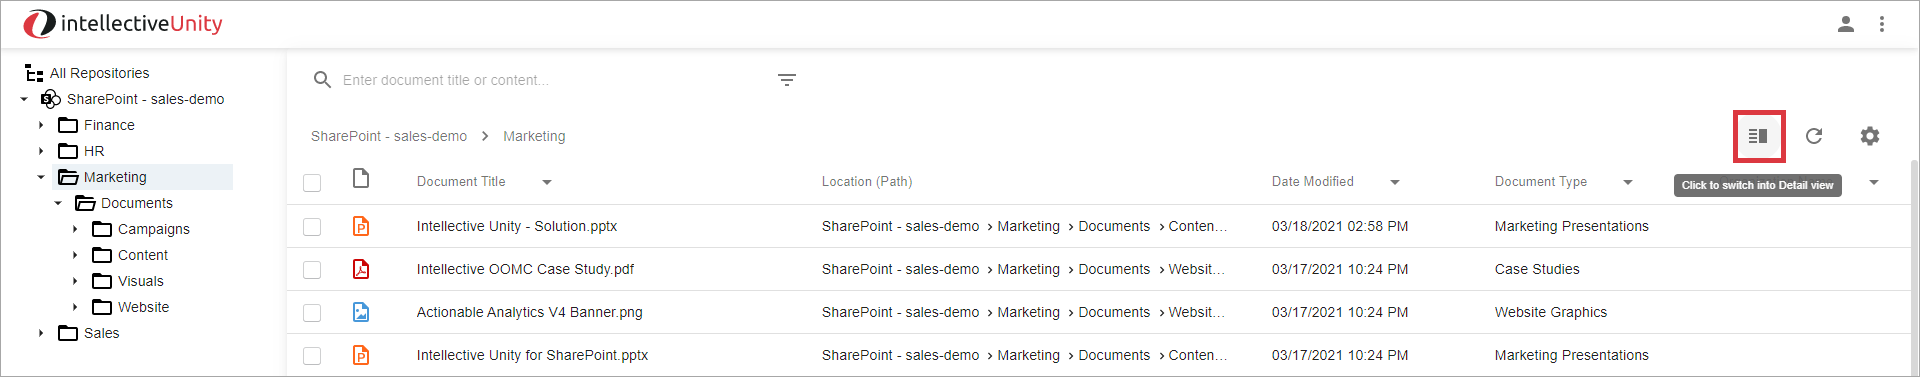 intellectiveUnity
All Repositories
SharePoint - sales-demo
Finance
HR
Marketing
Documents
Campaigns
Content
Visuals
Website
Sales
Enter document title or content...
SharePoint - sales-demo > Marketing
Click to switch into Detail view
Document Title Location (Path) Date Modified Document Type
Intellective Unity - Solution.pptx SharePoint - sales-demo > Marketing > Documents > Conten... 03/18/2021 02:58 PM Marketing Presentations
Intellective OOMC Case Study.pdf SharePoint - sales-demo > Marketing > Documents > Websit... 03/17/2021 10:24 PM Case Studies
Actionable Analytics V4 Banner.png SharePoint - sales-demo > Marketing > Documents > Websit... 03/17/2021 10:24 PM Website Graphics
Intellective Unity for SharePoint.pptx SharePoint - sales-demo > Marketing > Documents > Conten... 03/17/2021 10:24 PM Marketing Presentations